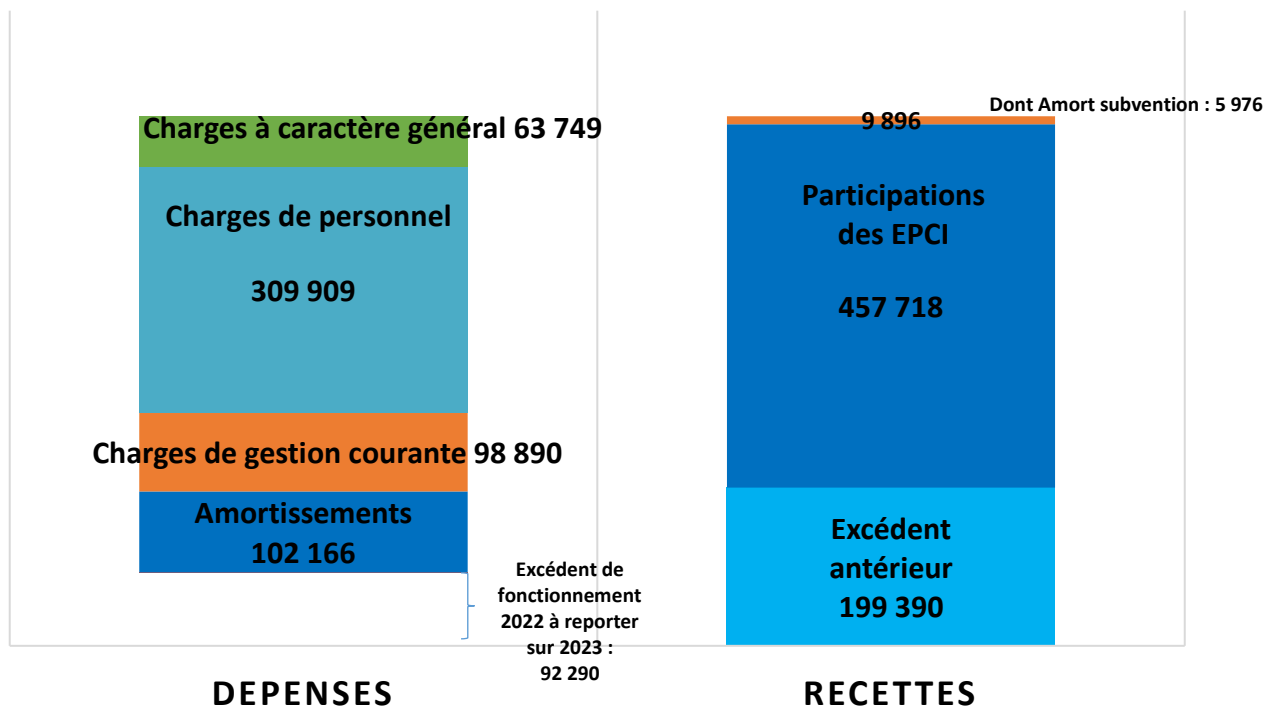 Charges à caractère général 63 749
Charges de personnel
309 909
Charges de gestion courante 98 890
Amortissements
102 166
Excédent de
fonctionnement
2022 à reporter
sur 2023 :
92 290
DEPENSES
Dont Amort subvention : 5 976
9 896
Participations
des EPCI
457 718
Excédent
antérieur
199 390
RECETTES